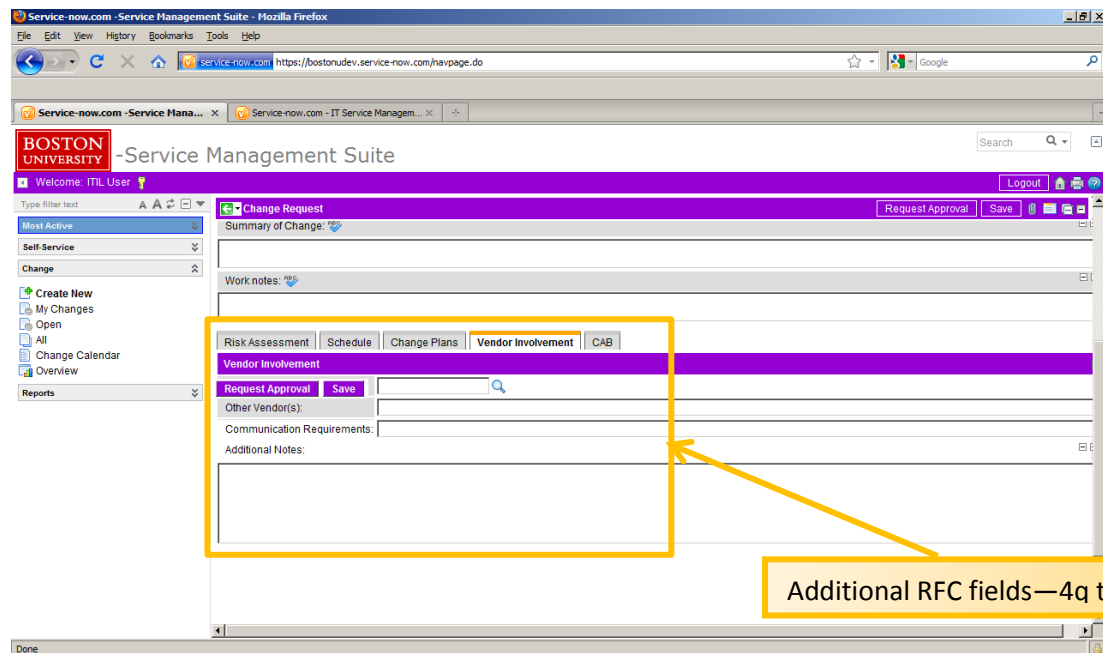 Service-now.com -Service Management Suite - Mozilla Firefox
File Edit View History Bookmarks Tools Help
service-now.com https://bostonudev.service-now.com/navpage.do
Google
Service-now.com -Service Mana...
Service-now.com - IT Service Managem...
BOSTON
UNIVERSITY
-Service Management Suite
Search
Welcome: ITIL User
Logout
Type filter text
A A
Change Request
Request Approval Save
Most Active
Summary of Change:
Self-Service
Change
Work notes:
Create New
My Changes
Open
All
Change Calendar
Overview
Reports
Risk Assessment Schedule Change Plans Vendor Involvement CAB
Vendor Involvement
Request Approval Save
Other Vendor(s):
Communication Requirements:
Additional Notes:
Additional RFC fields—4q t
Done